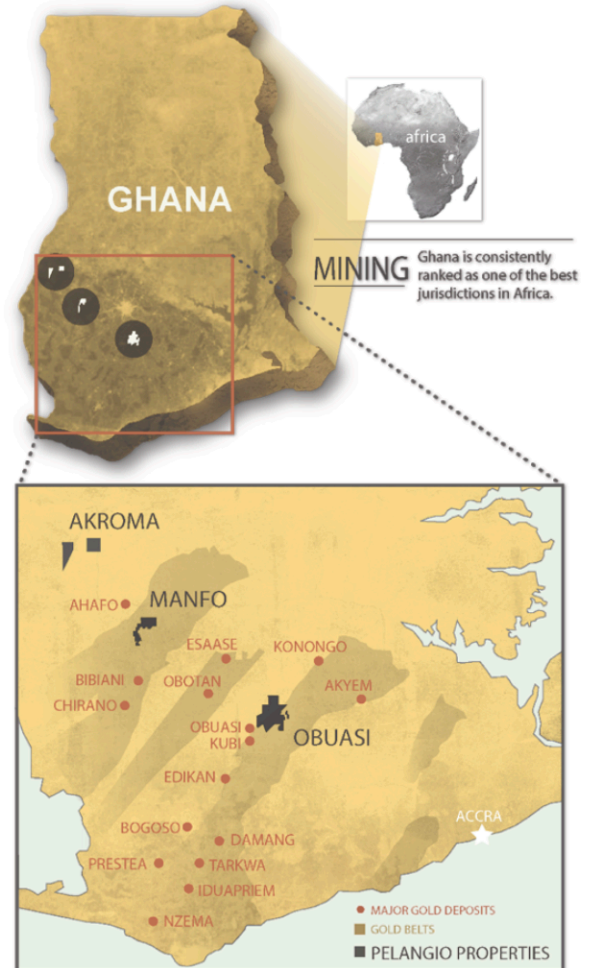 africa
GHANA
MINING
Ghana is consistently
ranked as one of the best
jurisdictions in Africa.
AKROMA
AHAFO
MANFO
ESAASE
KONONGO
BIBIANI
OBOTAN
AKYEM
CHIRANO
OBUASI
KUBI
OBUASI
EDIKAN
ACCRA
BOGOSO
DAMANG
PRESTEA
TARKWA
IDUAPRIEM
NZEMA
MAJOR GOLD DEPOSITS
GOLD BELTS
PELANGIO PROPERTIES